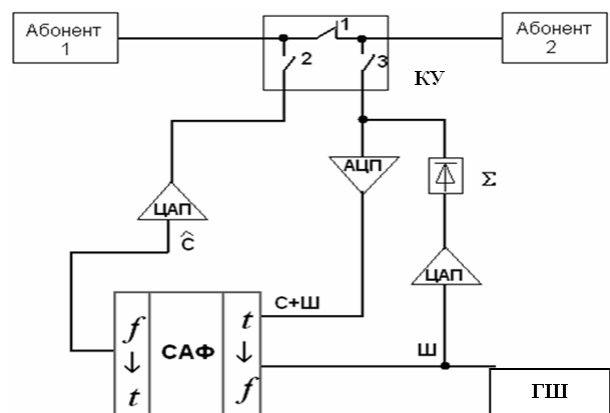 Абонент
1
1
Абонент
2
2
3
КУ
АЦП
Σ
ЦАП
Ĉ
ЦАП
С+Ш
f
↓
t
САФ
t
↓
f
Ш
ГШ